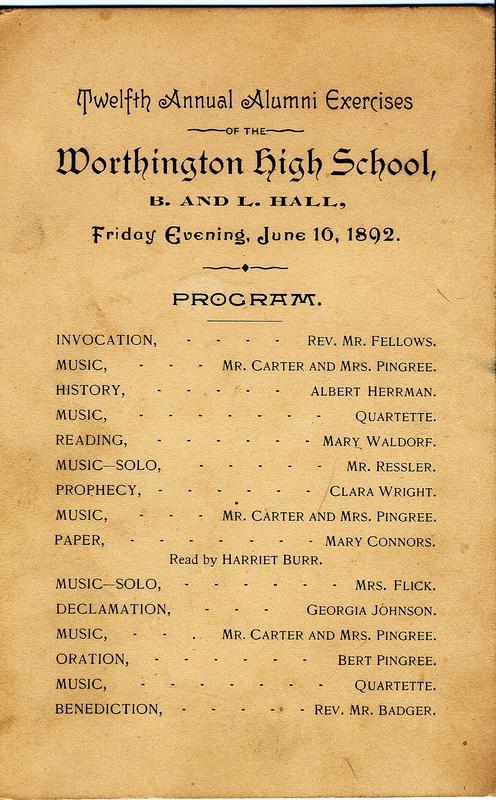 Twelfth Annual Alumni Exercises
OF THE
Worthington High School,
B. AND L. HALL,
Friday Evening, June 10, 1892.
PROGRAM.
INVOCATION, - - - - REV. MR. FELLOWS.
MUSIC, - - - MR. CARTER AND MRS. PINGREE.
HISTORY, - - - - - ALBERT HERRMAN.
MUSIC, - - - - - - - QUARTETTE.
READING, - - - - - - MARY WALDORF.
MUSIC—SOLO, - - - - - MR. RESSLER.
PROPHECY, - - - - - - CLARA WRIGHT.
MUSIC, - - - MR. CARTER AND MRS. PINGREE.
PAPER, - - - - - - - MARY CONNORS.
Read by HARRIET BURR.
MUSIC—SOLO, - - - - - - MRS. FLICK.
DECLAMATION, - - - GEORGIA JOHNSON.
MUSIC, - - . MR. CARTER AND MRS. PINGREE.
ORATION, - - - - - - BERT PINGREE.
MUSIC, - - - - - - - QUARTETTE.
BENEDICTION, - - - - - REV. MR. BADGER.